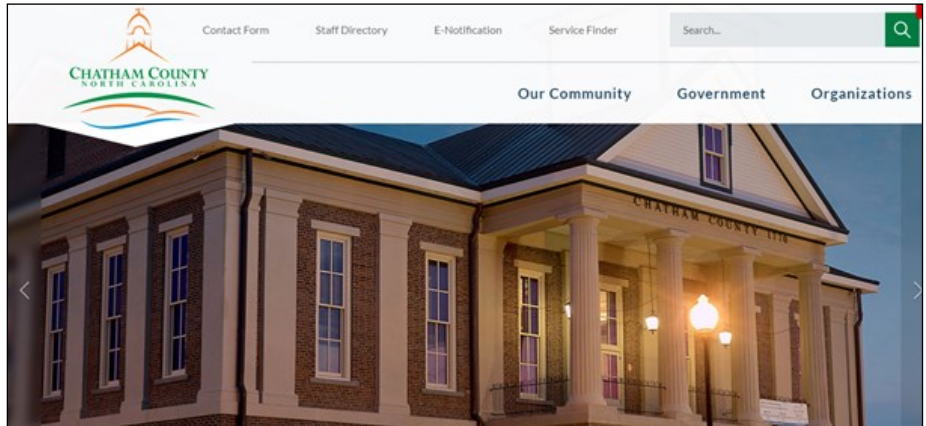 Contact Form Staff Directory E-Notification Service Finder Search...
CHATHAM COUNTY
NORTH CAROLINA
Our Community Government Organizations
CHATHAM COUNTY 1770